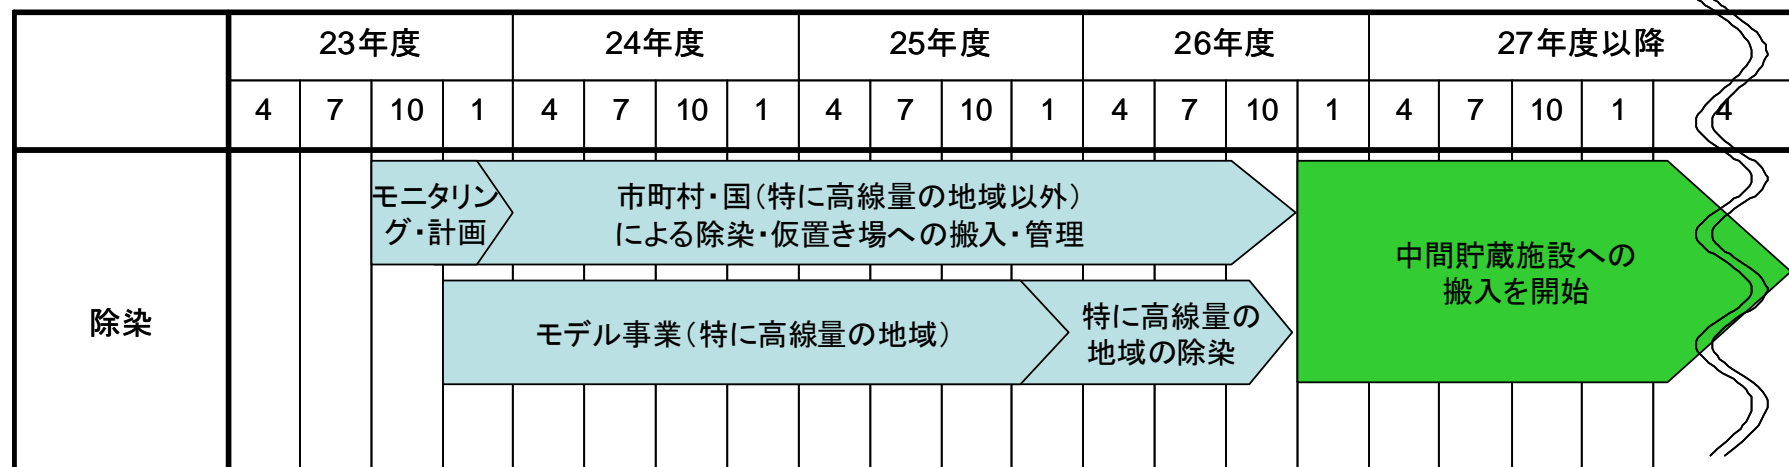 23年度 24年度 25年度 26年度 27年度以降
4 7 10 1 4 7 10 1 4 7 10 1 4 7 10 1 4 7 10 1 4
モニタリン
グ・計画
市町村・国(特に高線量の地域以外)
による除染・仮置き場への搬入・管理
中間貯蔵施設への
搬入を開始
除染
モデル事業(特に高線量の地域)
特に高線量の
地域の除染